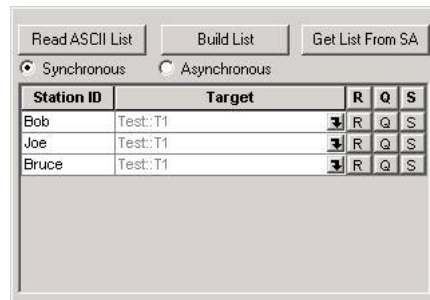 Read ASCII List Build List Get List From SA
Synchronous Asynchronous
Station ID Target R Q S
Bob Test::T1 R Q S
Joe Test::T1 R Q S
Bruce Test::T1 R Q S